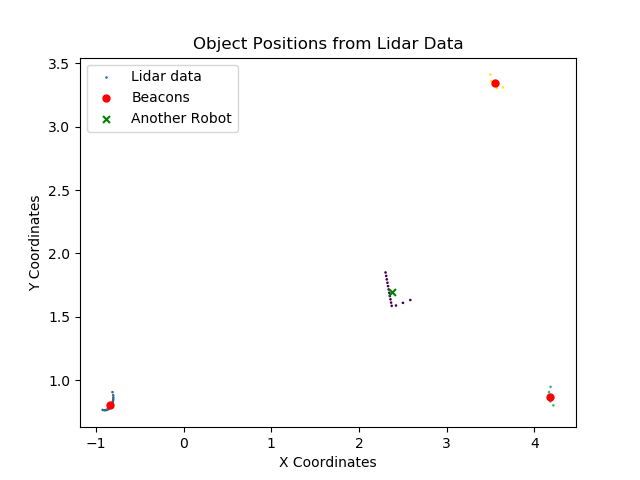 Object Positions from Lidar Data
3.5
3.0
2.5
2.0
1.5
1.0
Y Coordinates
Lidar data
Beacons
Another Robot
−1
0
1
2
3
4
X Coordinates